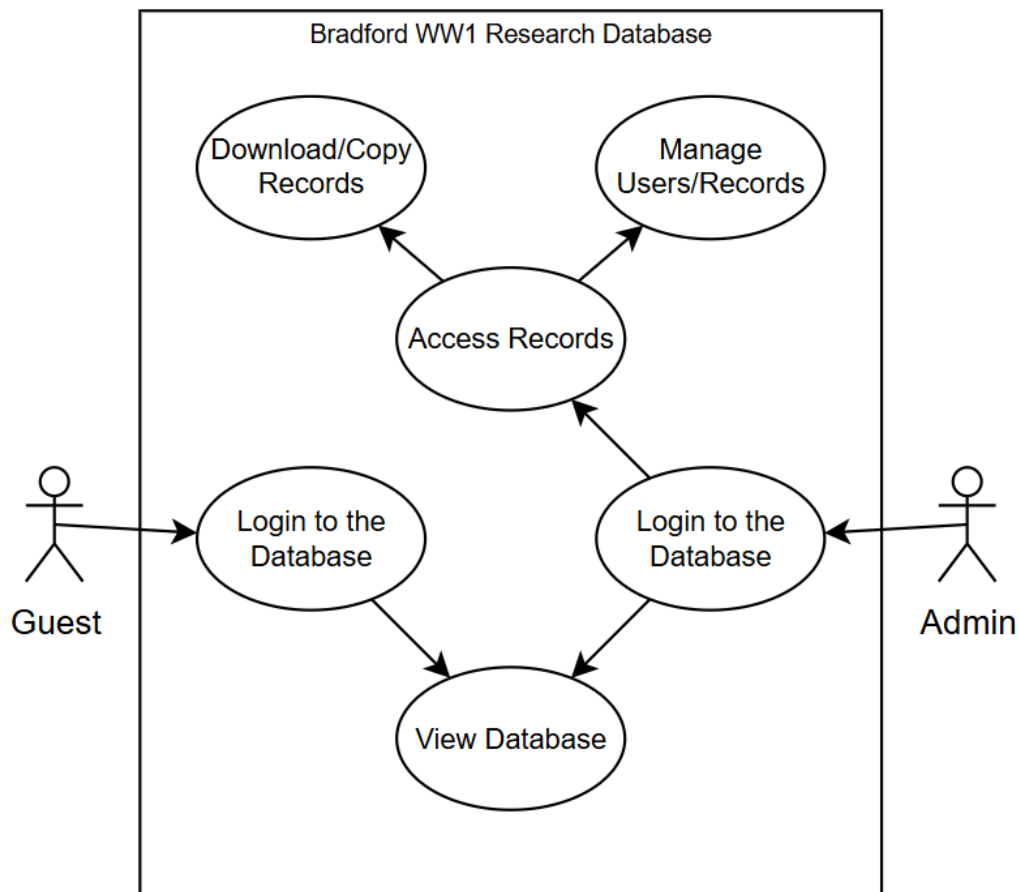 Bradford WW1 Research Database
Download/Copy
Records
Manage
Users/Records
Access Records
Login to the
Database
Login to the
Database
Guest
Admin
View Database